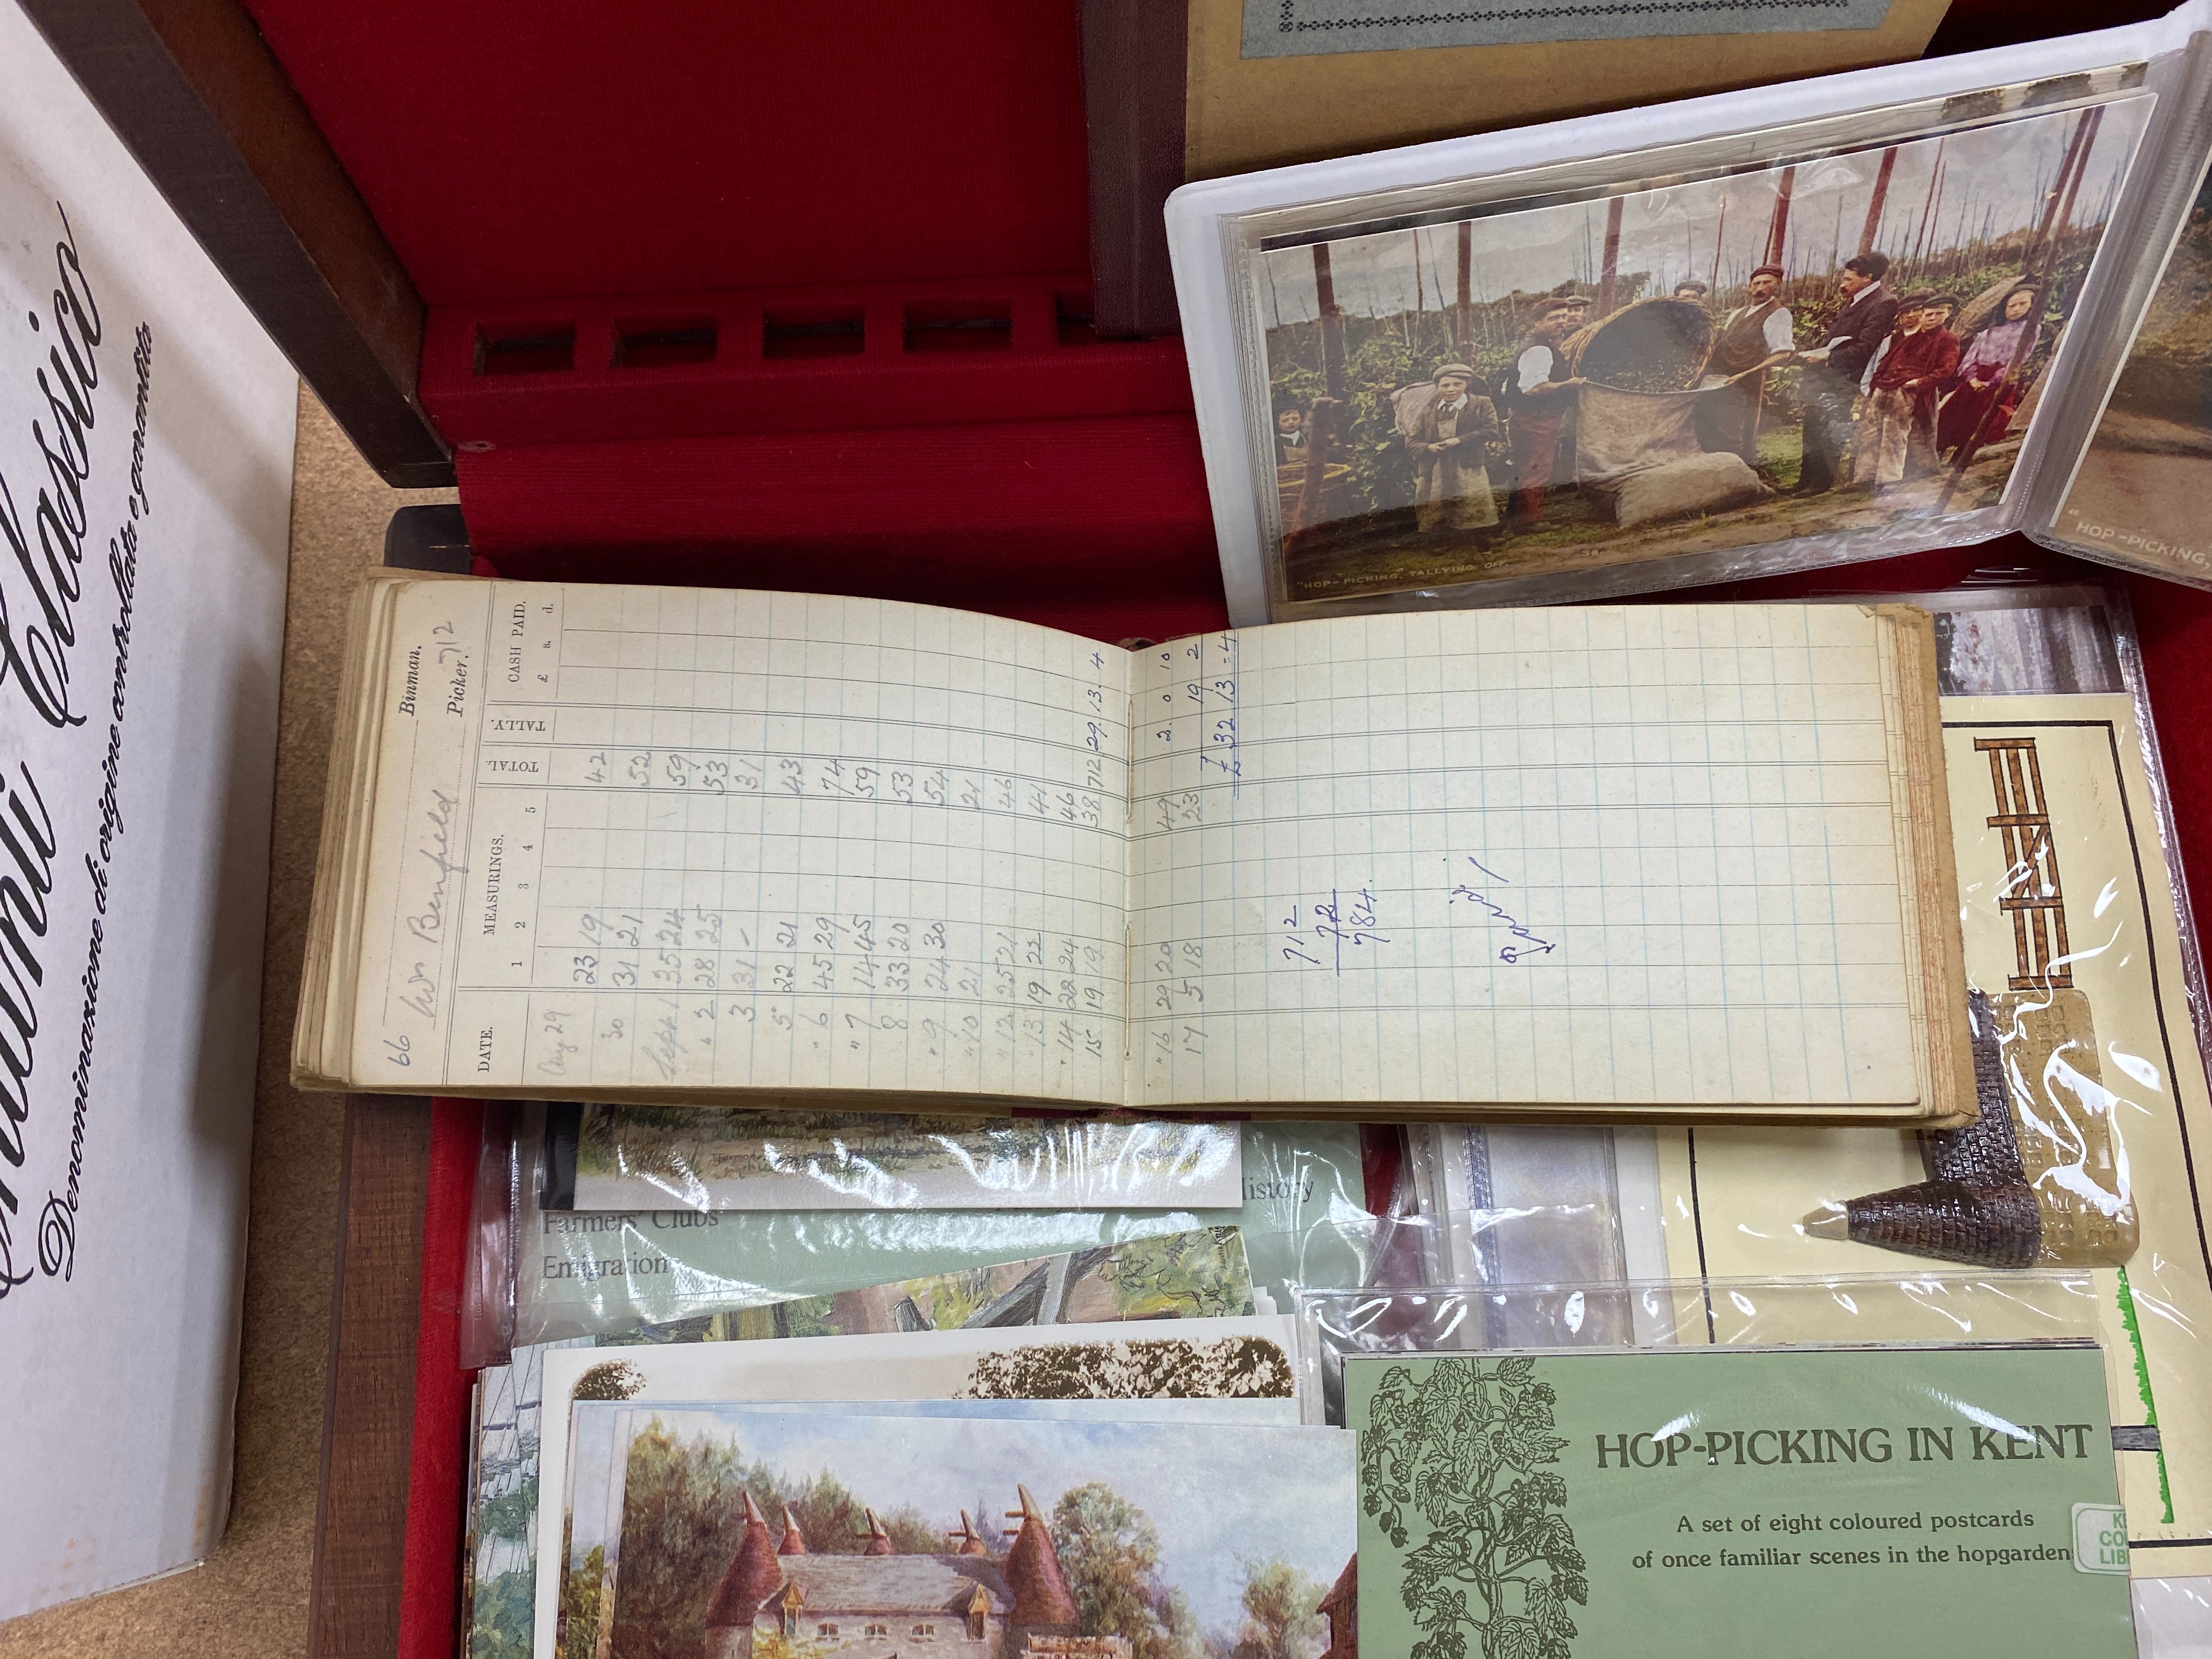 Classico
Denominazione di origine controllata e garantita
"HOP-PICKING." TALLYING OFF.
"HOP-PICKING,
66 Binman.
Mrs Benfield Picker. 712
DATE. MEASURINGS. TOTAL. TALLY. CASH PAID.
1 2 3 4 5 £ s. d.
Aug 29 23 19 42
30 31 21 52
Sept 1 35 24 59
" 2 28 25 53
3 31 - 31
5 22 21 43
" 6 45 29 74
" 7 14 45 59
8 33 20 53
" 9 24 30 54
" 10 21 21
" 12 25 21 46
" 13 19 22 41
" 14 22 24 46
15 19 19 38 712 29. 13. 4
" 16 29 20 49 2. 0 10
17 5 18 23 19 2
£ 32 13 = 4
712
72
784.
Paid
History
Farmers' Clubs
Emigration
HOP-PICKING IN KENT
A set of eight coloured postcards
of once familiar scenes in the hopgarden